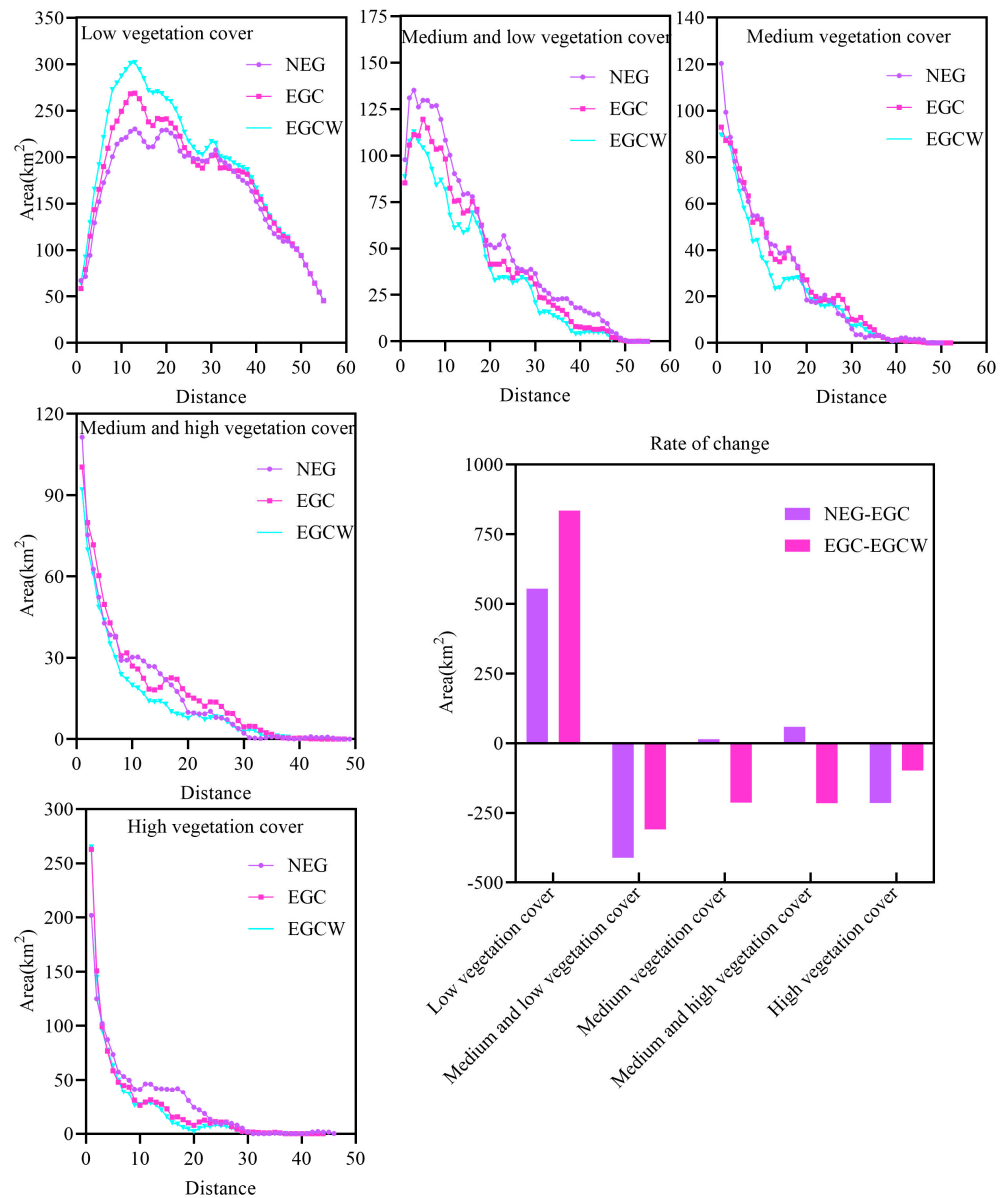 Low vegetation cover
NEG
EGC
EGCW
Area(km²)
350
300
250
200
150
100
50
0
0 10 20 30 40 50 60
Distance
Medium and low vegetation cover
NEG
EGC
EGCW
175
150
125
100
75
50
25
0
0 10 20 30 40 50 60
Distance
Medium vegetation cover
NEG
EGC
EGCW
140
120
100
80
60
40
20
0
0 10 20 30 40 50 60
Distance
Medium and high vegetation cover
NEG
EGC
EGCW
Area(km²)
120
90
60
30
0
0 10 20 30 40 50
Distance
Rate of change
NEG-EGC
EGC-EGCW
Area(km²)
1000
750
500
250
0
-250
-500
Low vegetation cover
Medium and low vegetation cover
Medium vegetation cover
Medium and high vegetation cover
High vegetation cover
High vegetation cover
NEG
EGC
EGCW
Area(km²)
300
250
200
150
100
50
0
0 10 20 30 40 50
Distance